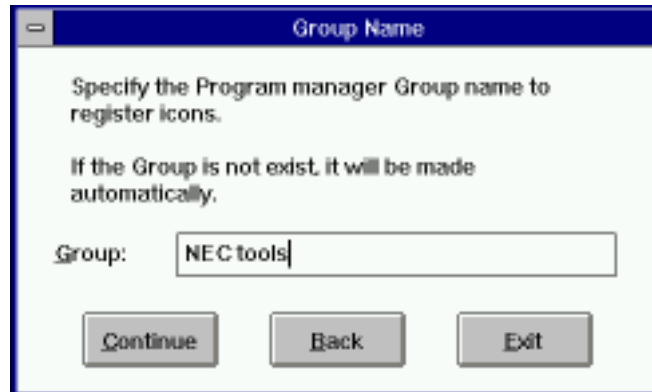 Group Name
Specify the Program manager Group name to
register icons.
If the Group is not exist, it will be made
automatically.
Group: NEC tools
Continue Back Exit